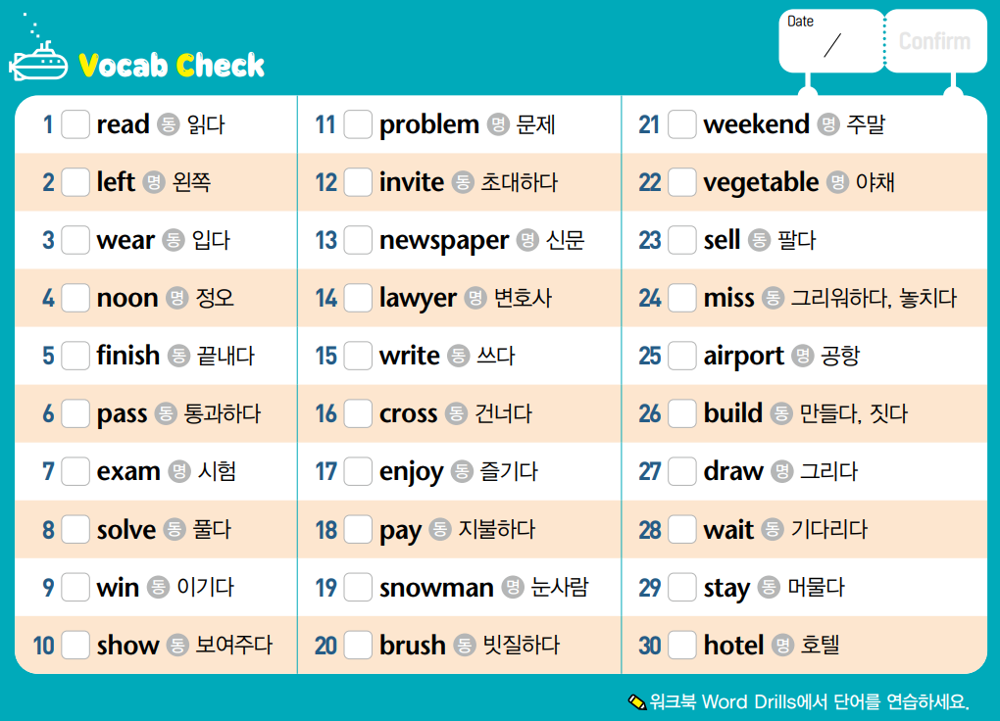 Vocab Check
Date
/
Confirm
1 read 동 읽다
2 left 명 왼쪽
3 wear 동 입다
4 noon 명 정오
5 finish 동 끝내다
6 pass 동 통과하다
7 exam 명 시험
8 solve 동 풀다
9 win 동 이기다
10 show 동 보여주다
11 problem 명 문제
12 invite 동 초대하다
13 newspaper 명 신문
14 lawyer 명 변호사
15 write 동 쓰다
16 cross 동 건너다
17 enjoy 동 즐기다
18 pay 동 지불하다
19 snowman 명 눈사람
20 brush 동 빗질하다
21 weekend 명 주말
22 vegetable 명 야채
23 sell 동 팔다
24 miss 동 그리워하다, 놓치다
25 airport 명 공항
26 build 동 만들다, 짓다
27 draw 명 그리다
28 wait 동 기다리다
29 stay 동 머물다
30 hotel 명 호텔
워크북 Word Drills에서 단어를 연습하세요.